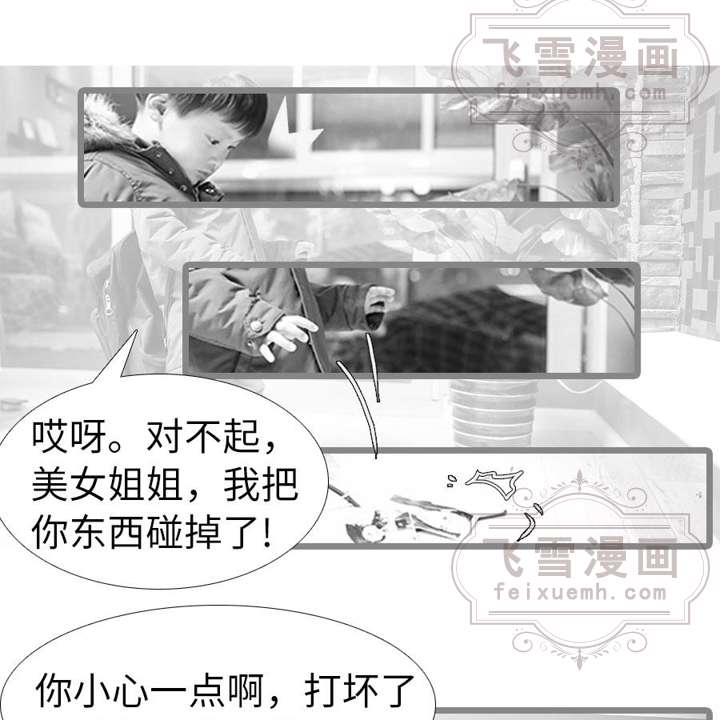 飞雪漫画
feixuemh.com
哎呀。对不起，
美女姐姐，我把
你东西碰掉了！
飞雪漫画
feixuemh.com
你小心一点啊，打坏了